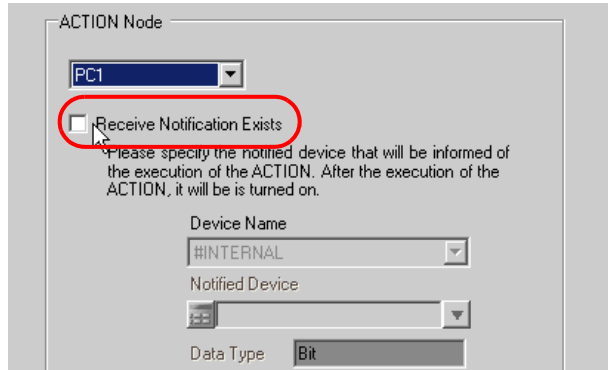 ACTION Node
PC1
Receive Notification Exists
Please specify the notified device that will be informed of
the execution of the ACTION. After the execution of the
ACTION, it will be is turned on.
Device Name
#INTERNAL
Notified Device
Data Type Bit